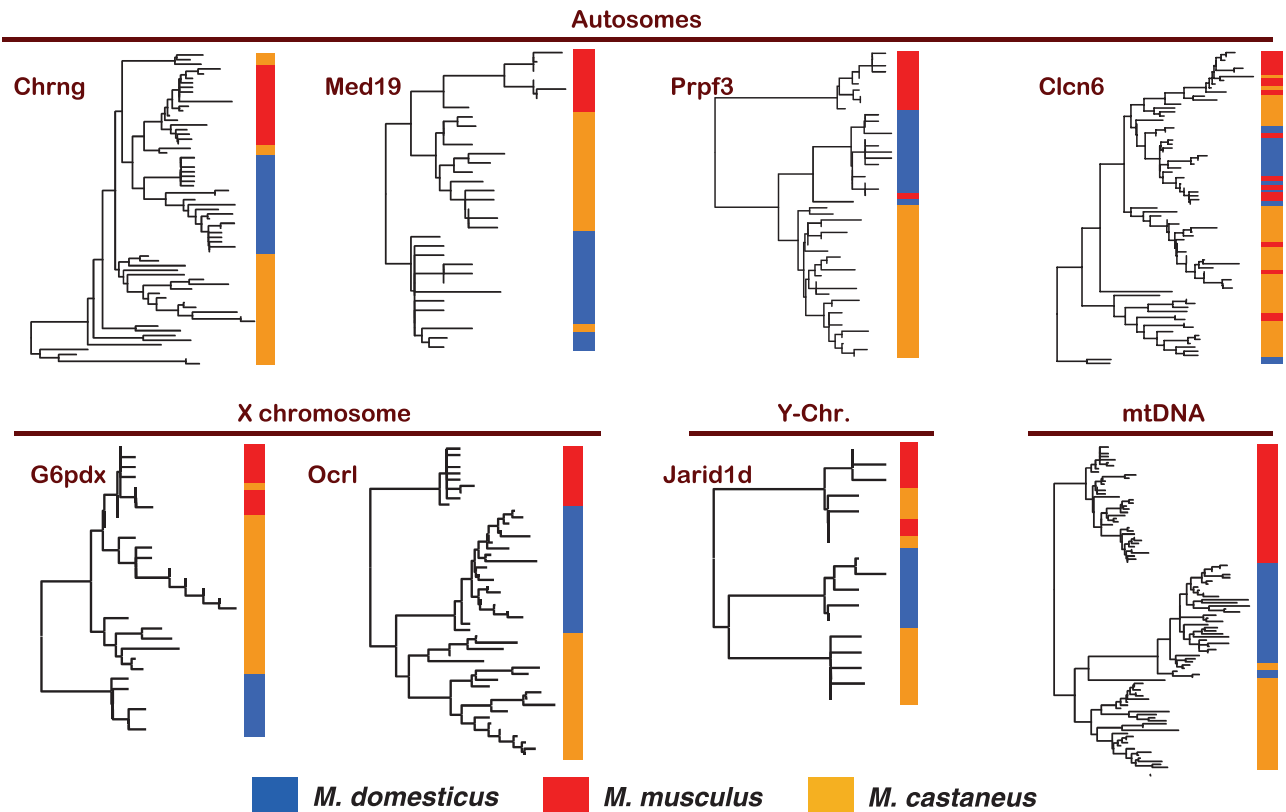 Autosomes
Chrng
Med19
Prpf3
Clcn6
X chromosome
Y-Chr.
mtDNA
G6pdx
Ocrl
Jarid1d
M. domesticus
M. musculus
M. castaneus